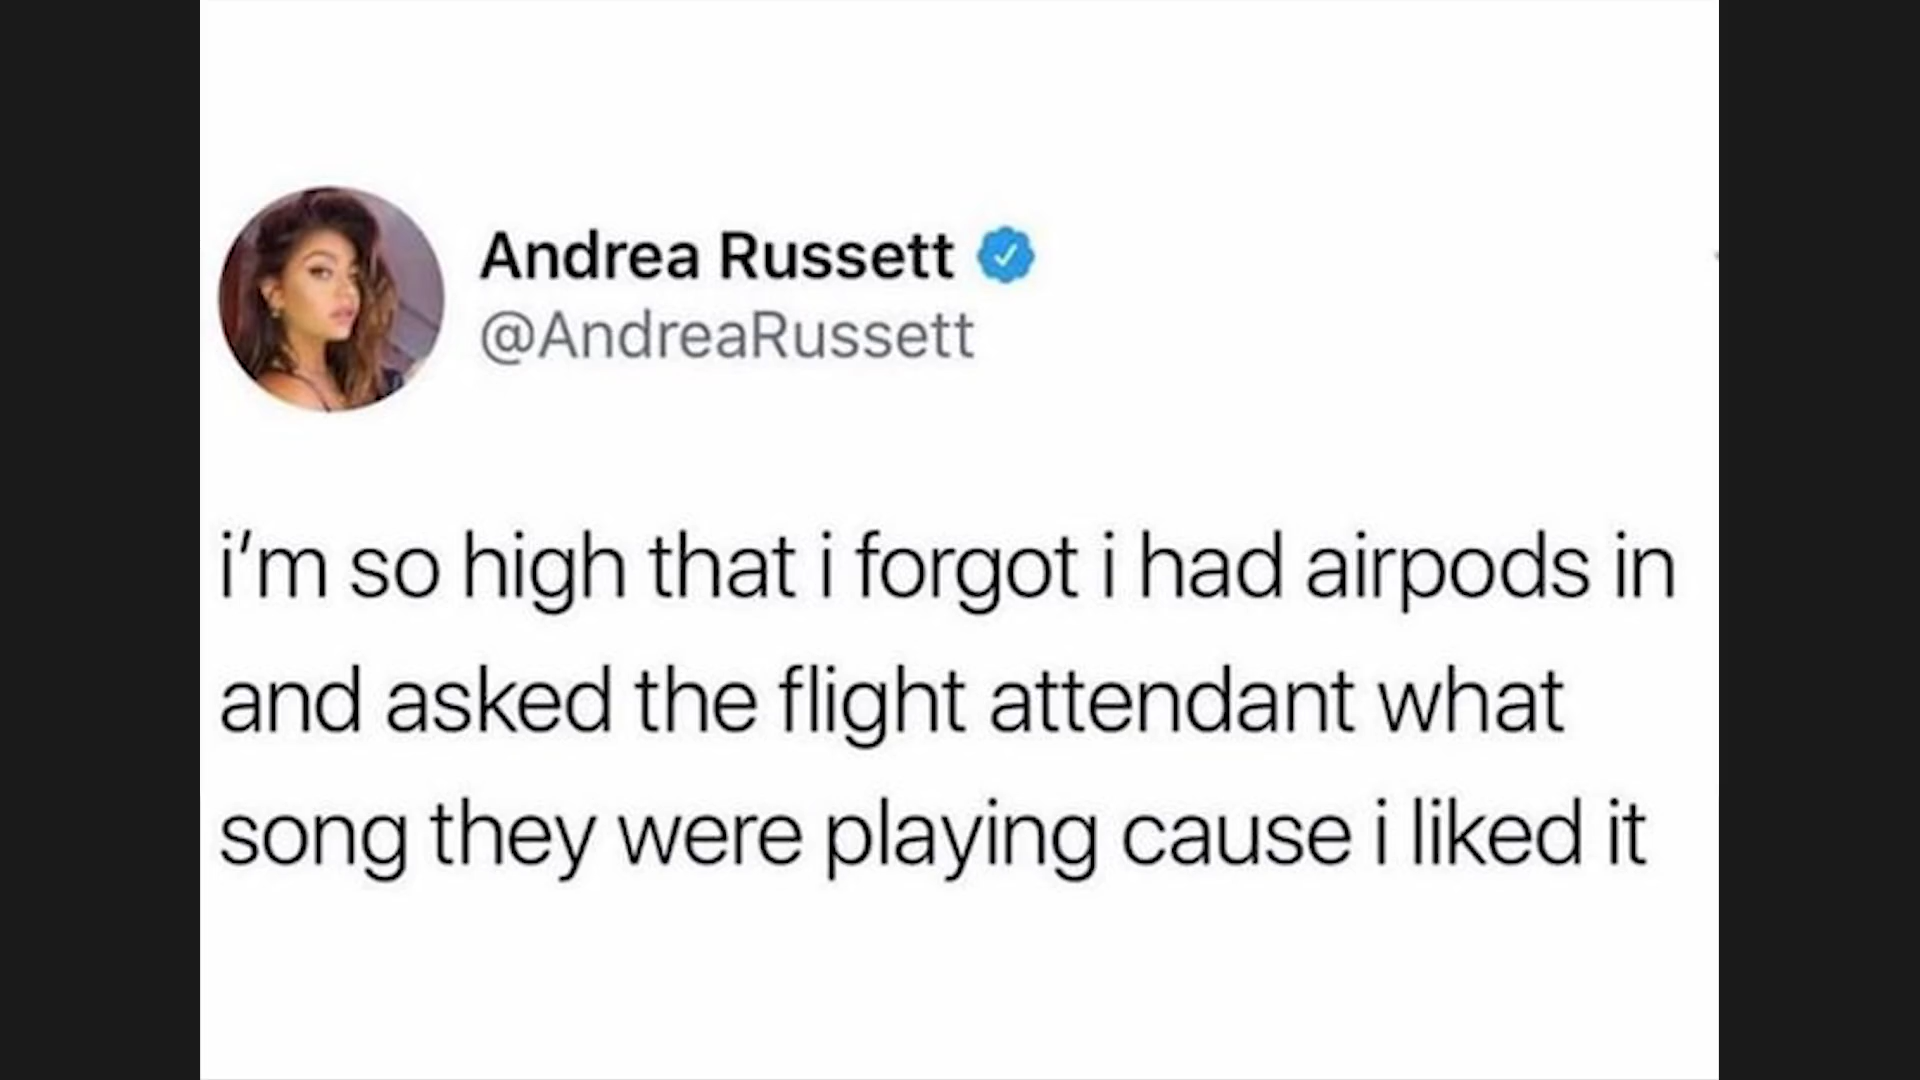 Andrea Russett
@AndreaRussett
i'm so high that i forgot i had airpods in
and asked the flight attendant what
song they were playing cause i liked it